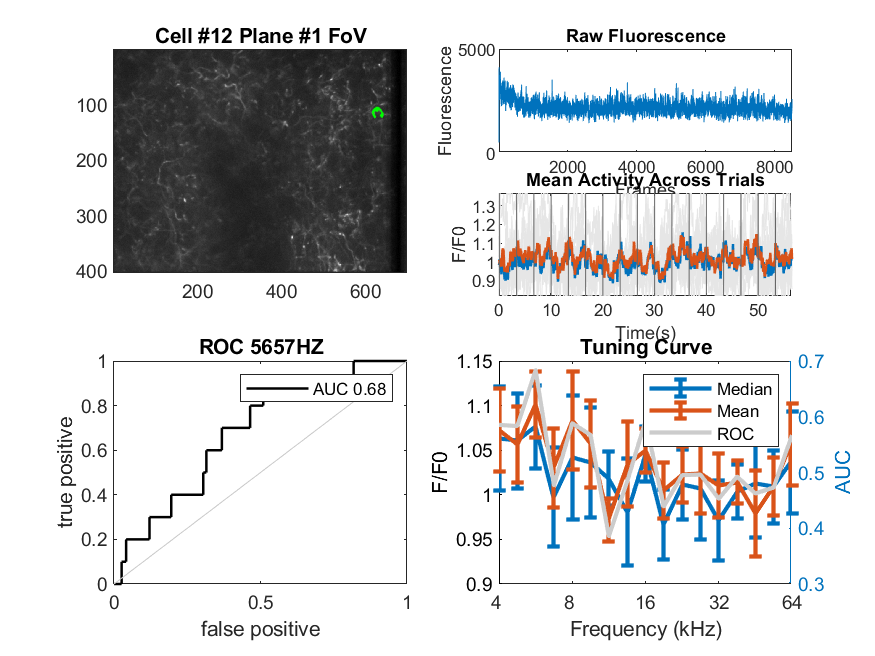 Cell #12 Plane #1 FoV
100
200
300
400
200
400
600
Raw Fluorescence
Fluorescence
5000
0
2000
4000
6000
8000
Frames
Mean Activity Across Trials
F/F0
1.3
1.2
1.1
1
0.9
0
10
20
30
40
50
Time(s)
ROC 5657HZ
true positive
1
0.8
0.6
0.4
0.2
0
AUC 0.68
0
0.5
1
false positive
Tuning Curve
F/F0
1.15
1.1
1.05
1
0.95
0.9
Median
Mean
ROC
0.7
0.6
0.5
0.4
0.3
AUC
4
8
16
32
64
Frequency (kHz)